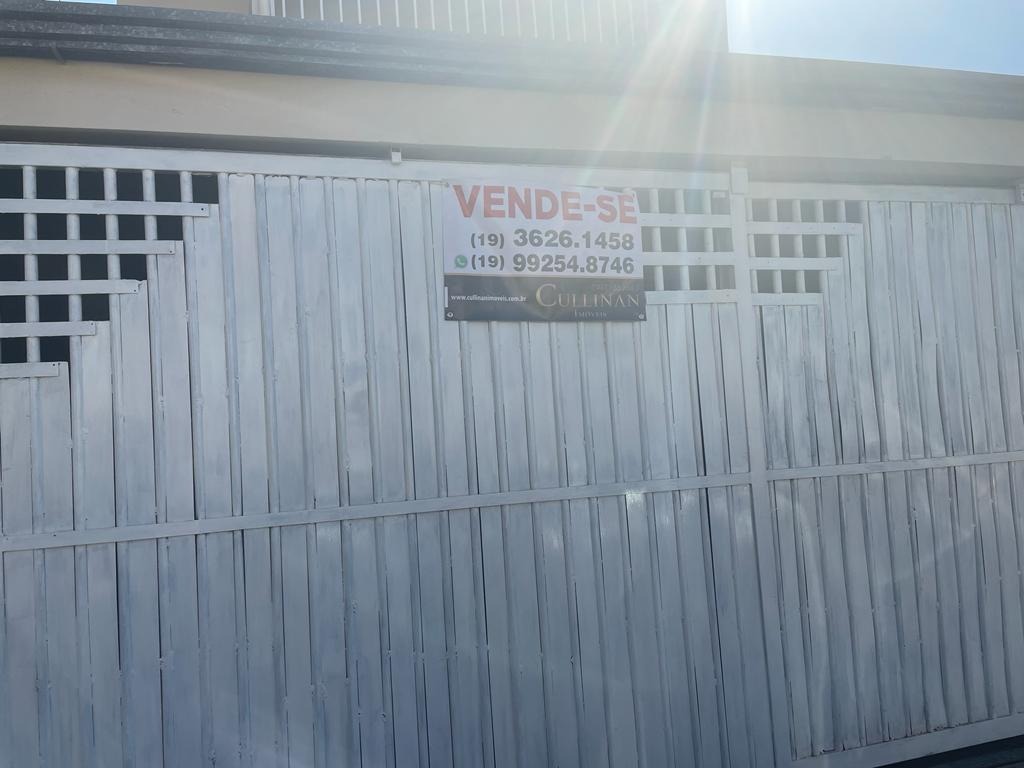 VENDE-SE
(19) 3626.1458
(19) 99254.8746
www.cullinanimoveis.com.br
CULLINAN
IMÓVEIS